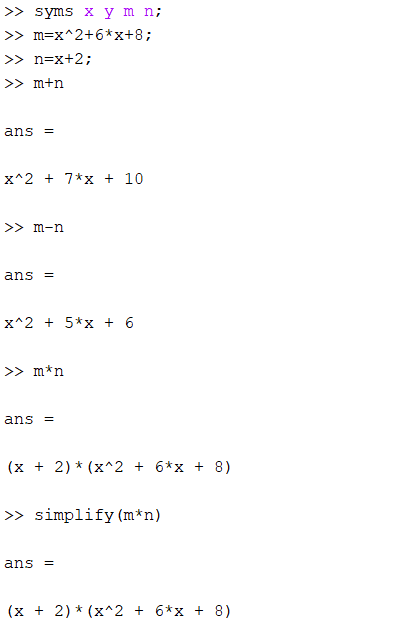 >> syms x y m n;
>> m=x^2+6*x+8;
>> n=x+2;
>> m+n
ans =
x^2 + 7*x + 10
>> m-n
ans =
x^2 + 5*x + 6
>> m*n
ans =
(x + 2)*(x^2 + 6*x + 8)
>> simplify(m*n)
ans =
(x + 2)*(x^2 + 6*x + 8)